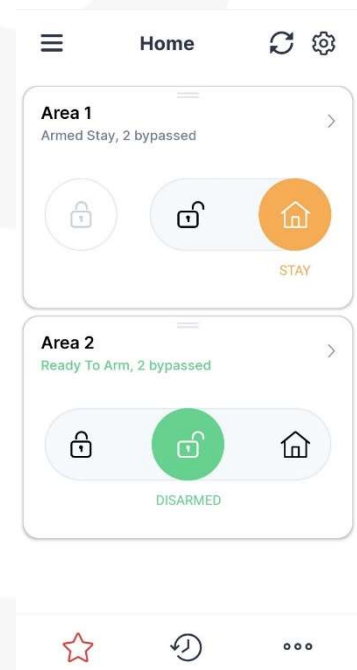 Home
Area 1
Armed Stay, 2 bypassed
STAY
Area 2
Ready To Arm, 2 bypassed
DISARMED